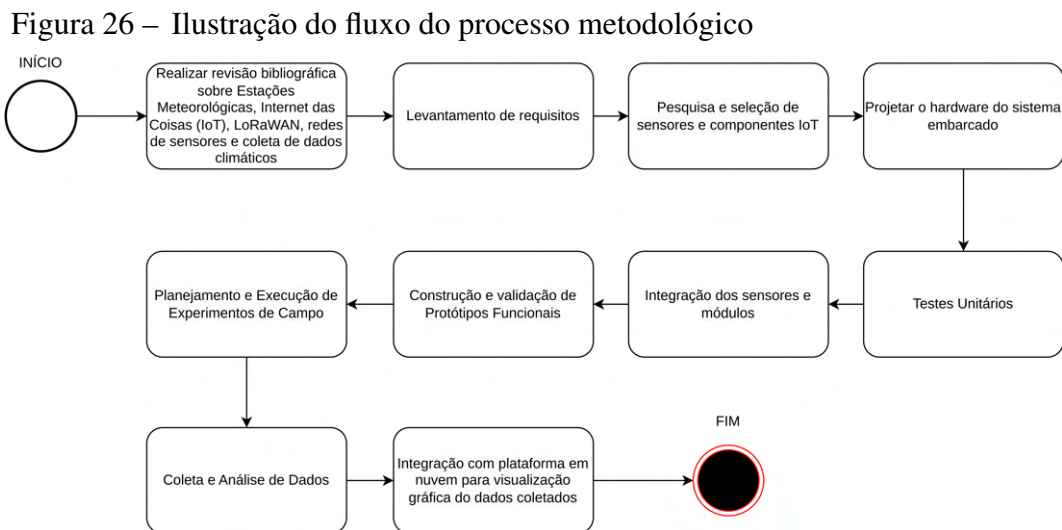 Figura 26 – Ilustração do fluxo do processo metodológico
INÍCIO
Realizar revisão bibliográfica
sobre Estações
Meteorológicas, Internet das
Coisas (IoT), LoRaWAN, redes
de sensores e coleta de dados
climáticos
Levantamento de requisitos
Pesquisa e seleção de
sensores e componentes IoT
Projetar o hardware do sistema
embarcado
Testes Unitários
Integração dos sensores e
módulos
Construção e validação de
Protótipos Funcionais
Planejamento e Execução de
Experimentos de Campo
Coleta e Análise de Dados
Integração com plataforma em
nuvem para visualização
gráfica do dados coletados
FIM